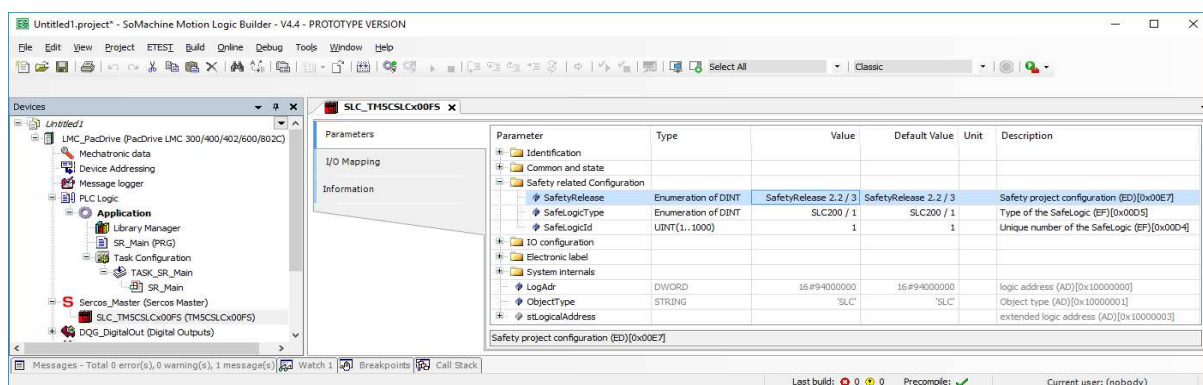 Untitled1.project* - SoMachine Motion Logic Builder - V4.4 - PROTOTYPE VERSION
File Edit View Project ETEST Build Online Debug Tools Window Help
Select All Classic
Devices
SLC_TM5CSLCx00FS
Untitled1
LMC_PacDrive (PacDrive LMC 300/400/402/600/802C)
Mechatronic data
Device Addressing
Message logger
PLC Logic
Application
Library Manager
SR_Main (PRG)
Task Configuration
TASK_SR_Main
SR_Main
Sercos_Master (Sercos Master)
SLC_TM5CSLCx00FS (TM5CSLCx00FS)
DQG_DigitalOut (Digital Outputs)
Parameters
I/O Mapping
Information
Parameter Type Value Default Value Unit Description
Identification
Common and state
Safety related Configuration
SafetyRelease Enumeration of DINT SafetyRelease 2.2 / 3 SafetyRelease 2.2 / 3 Safety project configuration (ED)[0x00E7]
SafeLogicType Enumeration of DINT SLC200 / 1 SLC200 / 1 Type of the SafeLogic (EF)[0x00D5]
SafeLogicId UINT(1..1000) 1 1 Unique number of the SafeLogic (EF)[0x00D4]
IO configuration
Electronic label
System internals
LogAdr DWORD 16#94000000 16#94000000 logic address (AD)[0x10000000]
ObjectType STRING 'SLC' 'SLC' Object type (AD)[0x10000001]
stLogicalAddress extended logic address (AD)[0x10000003]
Safety project configuration (ED)[0x00E7]
Messages - Total 0 error(s), 0 warning(s), 1 message(s) Watch 1 Breakpoints Call Stack
Last build: 0 0 Precompile: Current user: (nobody)